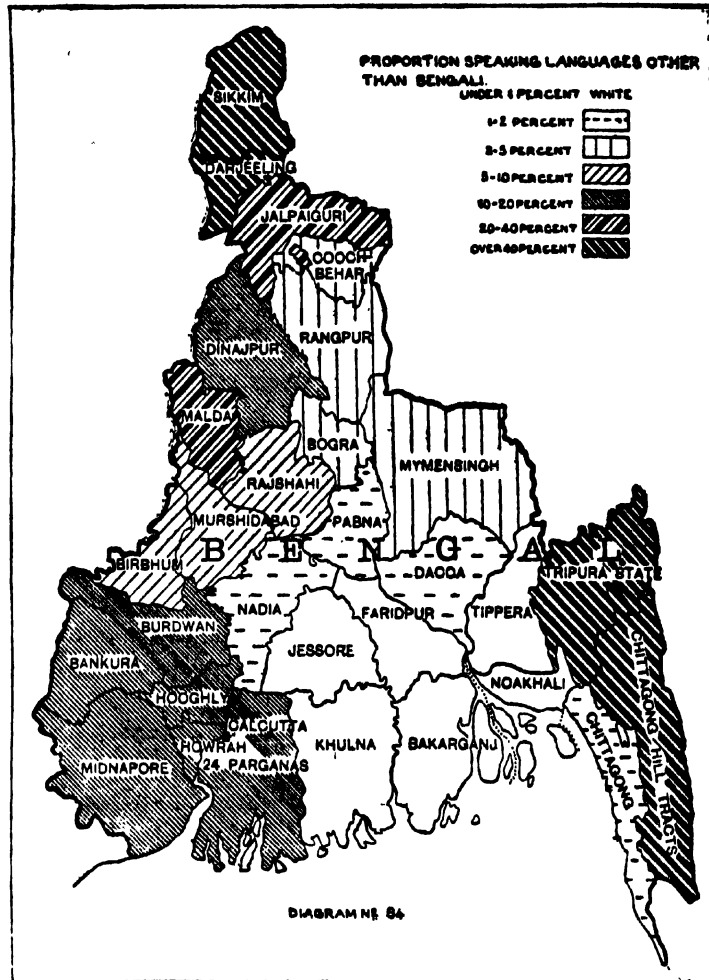 PROPORTION SPEAKING LANGUAGES OTHER
THAN BENGALI.
UNDER 1 PERCENT WHITE
1-2 PERCENT
2-5 PERCENT
5-10 PERCENT
10-20 PERCENT
20-40 PERCENT
OVER 40 PERCENT
SIKKIM
DARJEELING
JALPAIGURI
COOCH
BEHAR
RANGPUR
DINAJPUR
MALDA
BOGRA
MYMENSINGH
RAJSHAHI
PABNA
MURSHIDABAD
BENGAL
BIRBHUM
DACCA
TRIPURA STATE
NADIA
FARIDPUR
TIPPERA
BURDWAN
JESSORE
BANKURA
NOAKHALI
CHITTAGONG HILL TRACTS
HOOGHLY
CALCUTTA
CHITTAGONG
HOWRAH
KHULNA
BAKARGANJ
MIDNAPORE
24 PARGANAS
DIAGRAM Nº 84